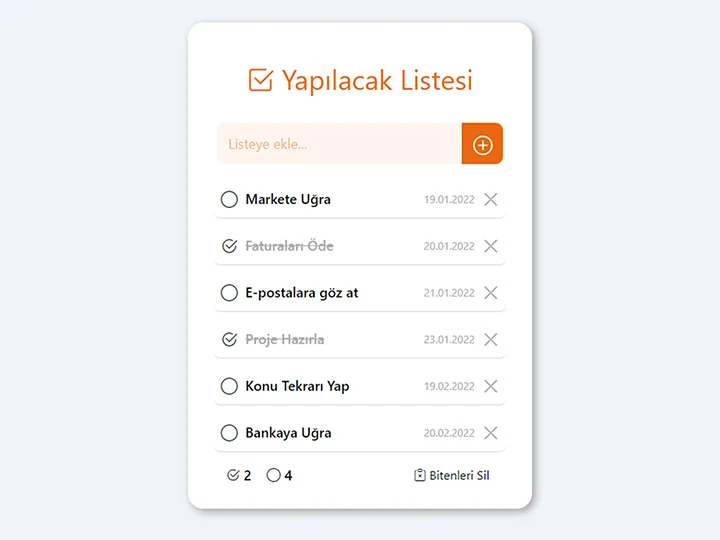 Yapılacak Listesi
Listeye ekle...
Markete Uğra 19.01.2022
Faturaları Öde 20.01.2022
E-postalara göz at 21.01.2022
Proje Hazırla 23.01.2022
Konu Tekrarı Yap 19.02.2022
Bankaya Uğra 20.02.2022
2 4 Bitenleri Sil